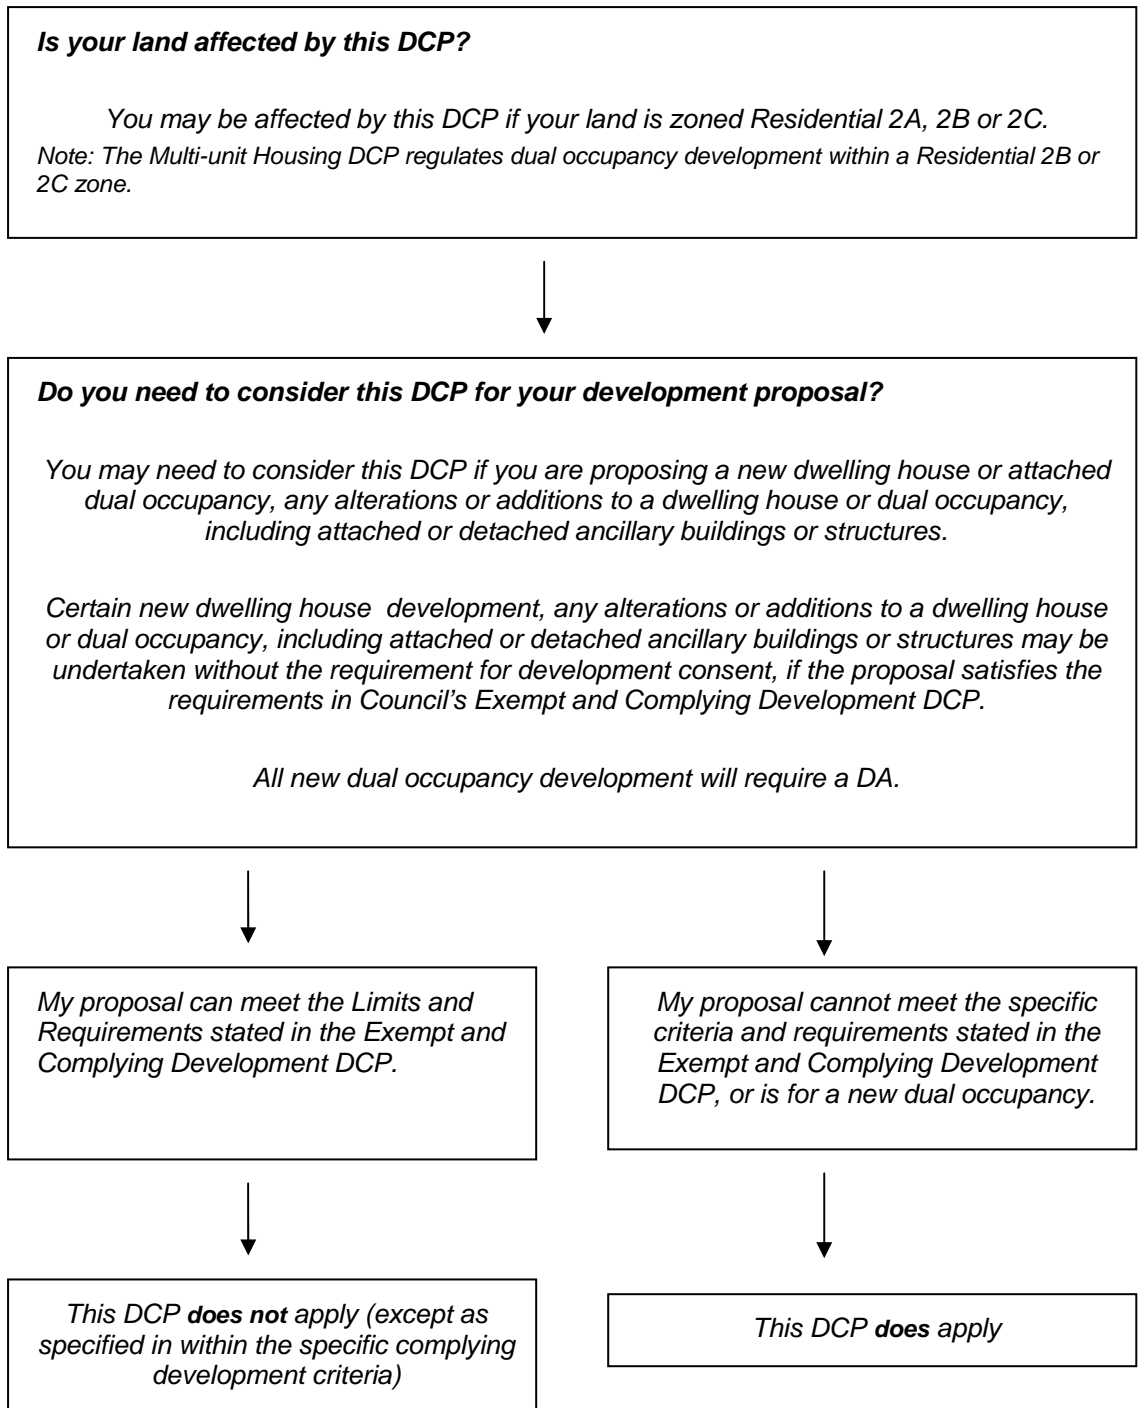 Is your land affected by this DCP?
You may be affected by this DCP if your land is zoned Residential 2A, 2B or 2C.
Note: The Multi-unit Housing DCP regulates dual occupancy development within a Residential 2B or
2C zone.
Do you need to consider this DCP for your development proposal?
You may need to consider this DCP if you are proposing a new dwelling house or attached
dual occupancy, any alterations or additions to a dwelling house or dual occupancy,
including attached or detached ancillary buildings or structures.
Certain new dwelling house development, any alterations or additions to a dwelling house
or dual occupancy, including attached or detached ancillary buildings or structures may be
undertaken without the requirement for development consent, if the proposal satisfies the
requirements in Council's Exempt and Complying Development DCP.
All new dual occupancy development will require a DA.
My proposal can meet the Limits and
Requirements stated in the Exempt and
Complying Development DCP.
My proposal cannot meet the specific
criteria and requirements stated in the
Exempt and Complying Development
DCP, or is for a new dual occupancy.
This DCP does not apply (except as
specified in within the specific complying
development criteria)
This DCP does apply